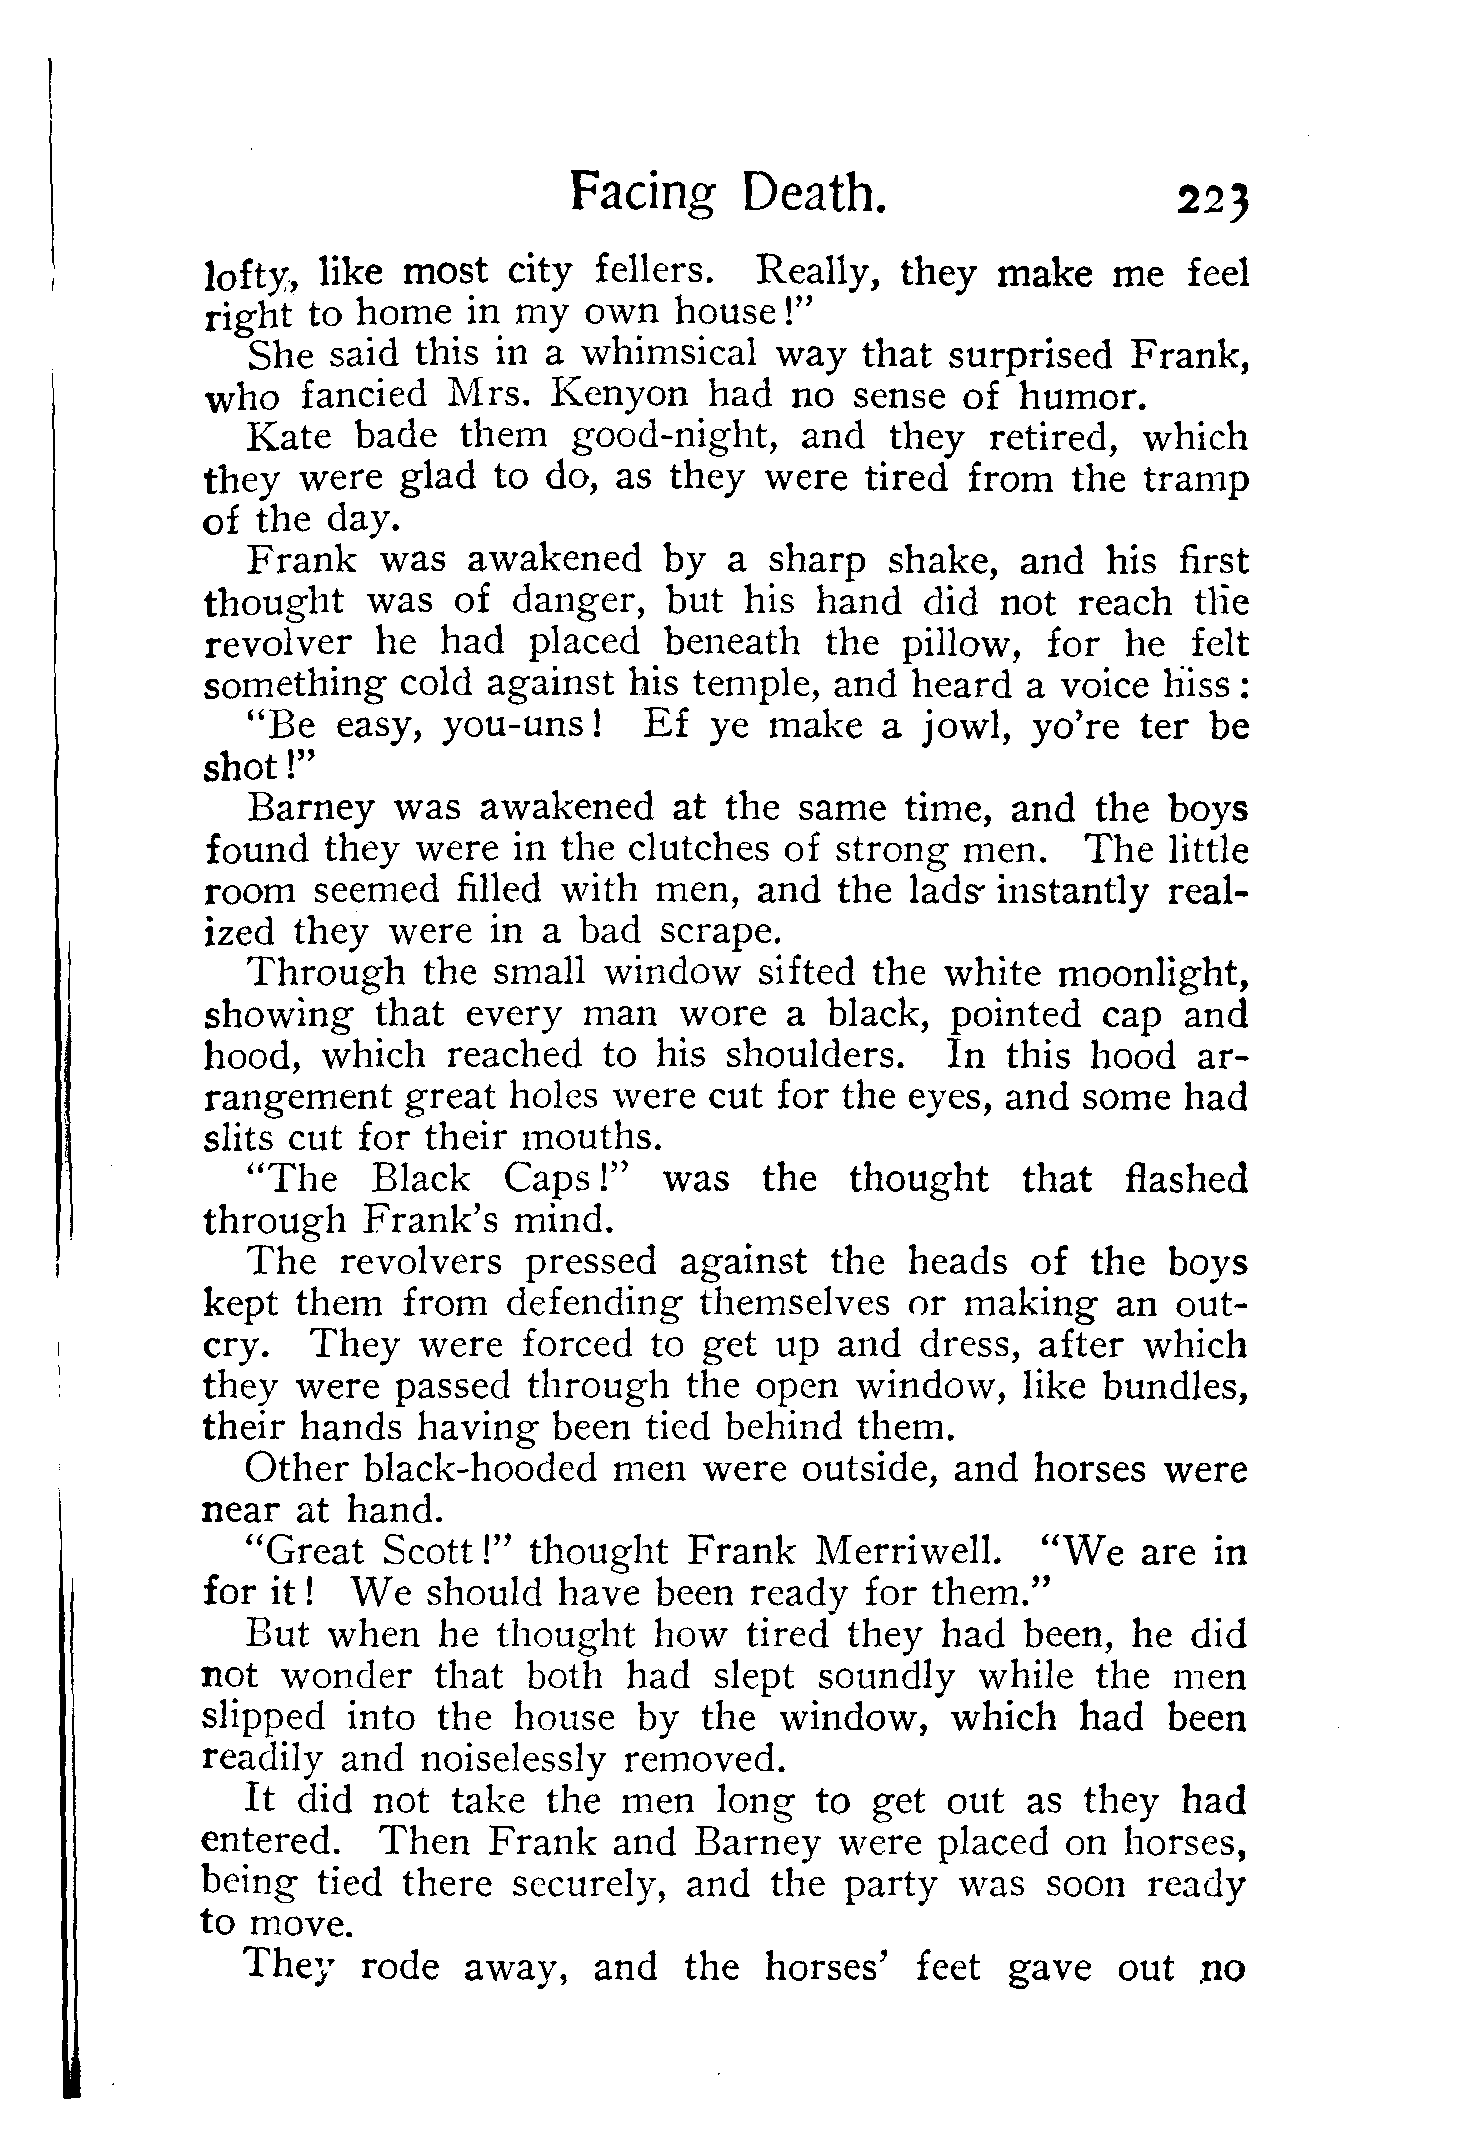 Facing Death. 223
lofty, like most city fellers. Really, they make me feel
right to home in my own house!"
She said this in a whimsical way that surprised Frank,
who fancied Mrs. Kenyon had no sense of humor.
Kate bade them good-night, and they retired, which
they were glad to do, as they were tired from the tramp
of the day.
Frank was awakened by a sharp shake, and his first
thought was of danger, but his hand did not reach the
revolver he had placed beneath the pillow, for he felt
something cold against his temple, and heard a voice hiss:
"Be easy, you-uns! Ef ye make a jowl, yo're ter be
shot!"
Barney was awakened at the same time, and the boys
found they were in the clutches of strong men. The little
room seemed filled with men, and the lads instantly real-
ized they were in a bad scrape.
Through the small window sifted the white moonlight,
showing that every man wore a black, pointed cap and
hood, which reached to his shoulders. In this hood ar-
rangement great holes were cut for the eyes, and some had
slits cut for their mouths.
"The Black Caps!" was the thought that flashed
through Frank's mind.
The revolvers pressed against the heads of the boys
kept them from defending themselves or making an out-
cry. They were forced to get up and dress, after which
they were passed through the open window, like bundles,
their hands having been tied behind them.
Other black-hooded men were outside, and horses were
near at hand.
"Great Scott!" thought Frank Merriwell. "We are in
for it! We should have been ready for them."
But when he thought how tired they had been, he did
not wonder that both had slept soundly while the men
slipped into the house by the window, which had been
readily and noiselessly removed.
It did not take the men long to get out as they had
entered. Then Frank and Barney were placed on horses,
being tied there securely, and the party was soon ready
to move.
They rode away, and the horses' feet gave out no